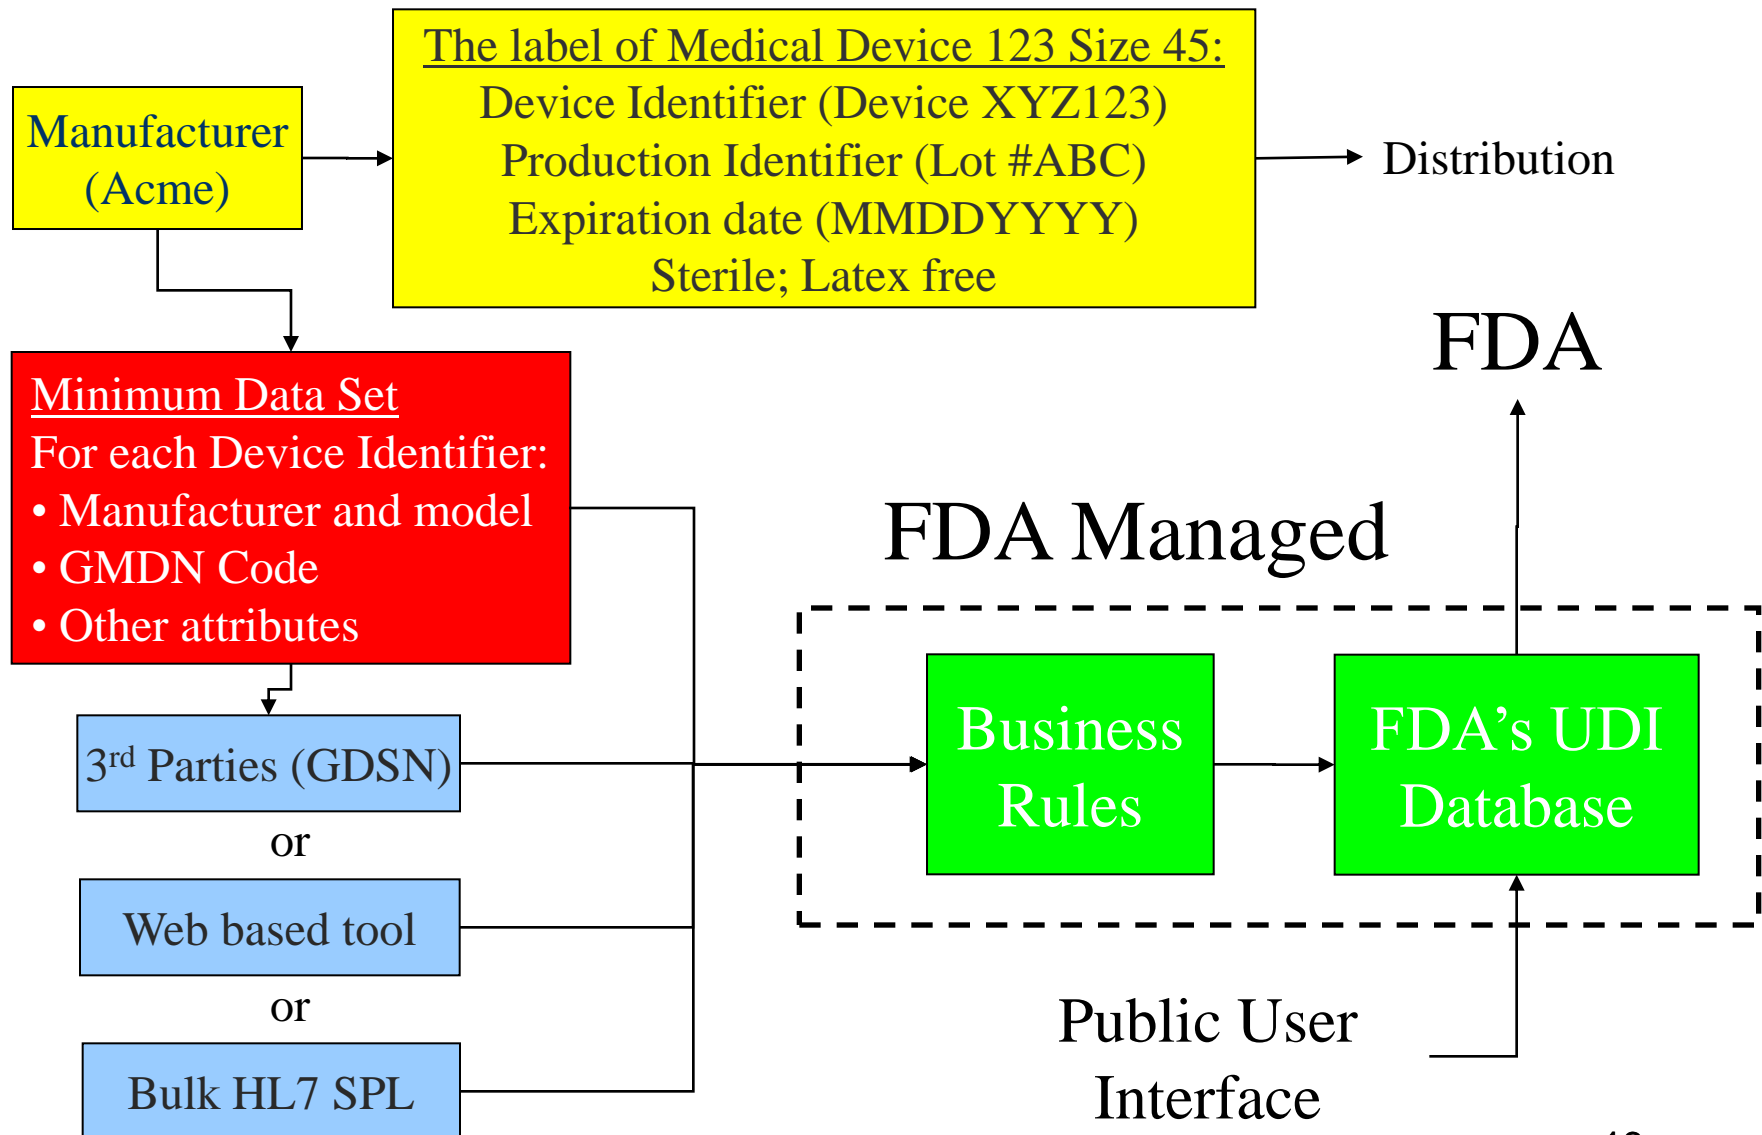 The label of Medical Device 123 Size 45:
Device Identifier (Device XYZ123)
Production Identifier (Lot #ABC)
Expiration date (MMDDYYYY)
Sterile; Latex free
Manufacturer
(Acme)
Distribution
Minimum Data Set
For each Device Identifier:
• Manufacturer and model
• GMDN Code
• Other attributes
FDA
FDA Managed
3rd Parties (GDSN)
or
Web based tool
or
Bulk HL7 SPL
Business
Rules
FDA's UDI
Database
Public User
Interface